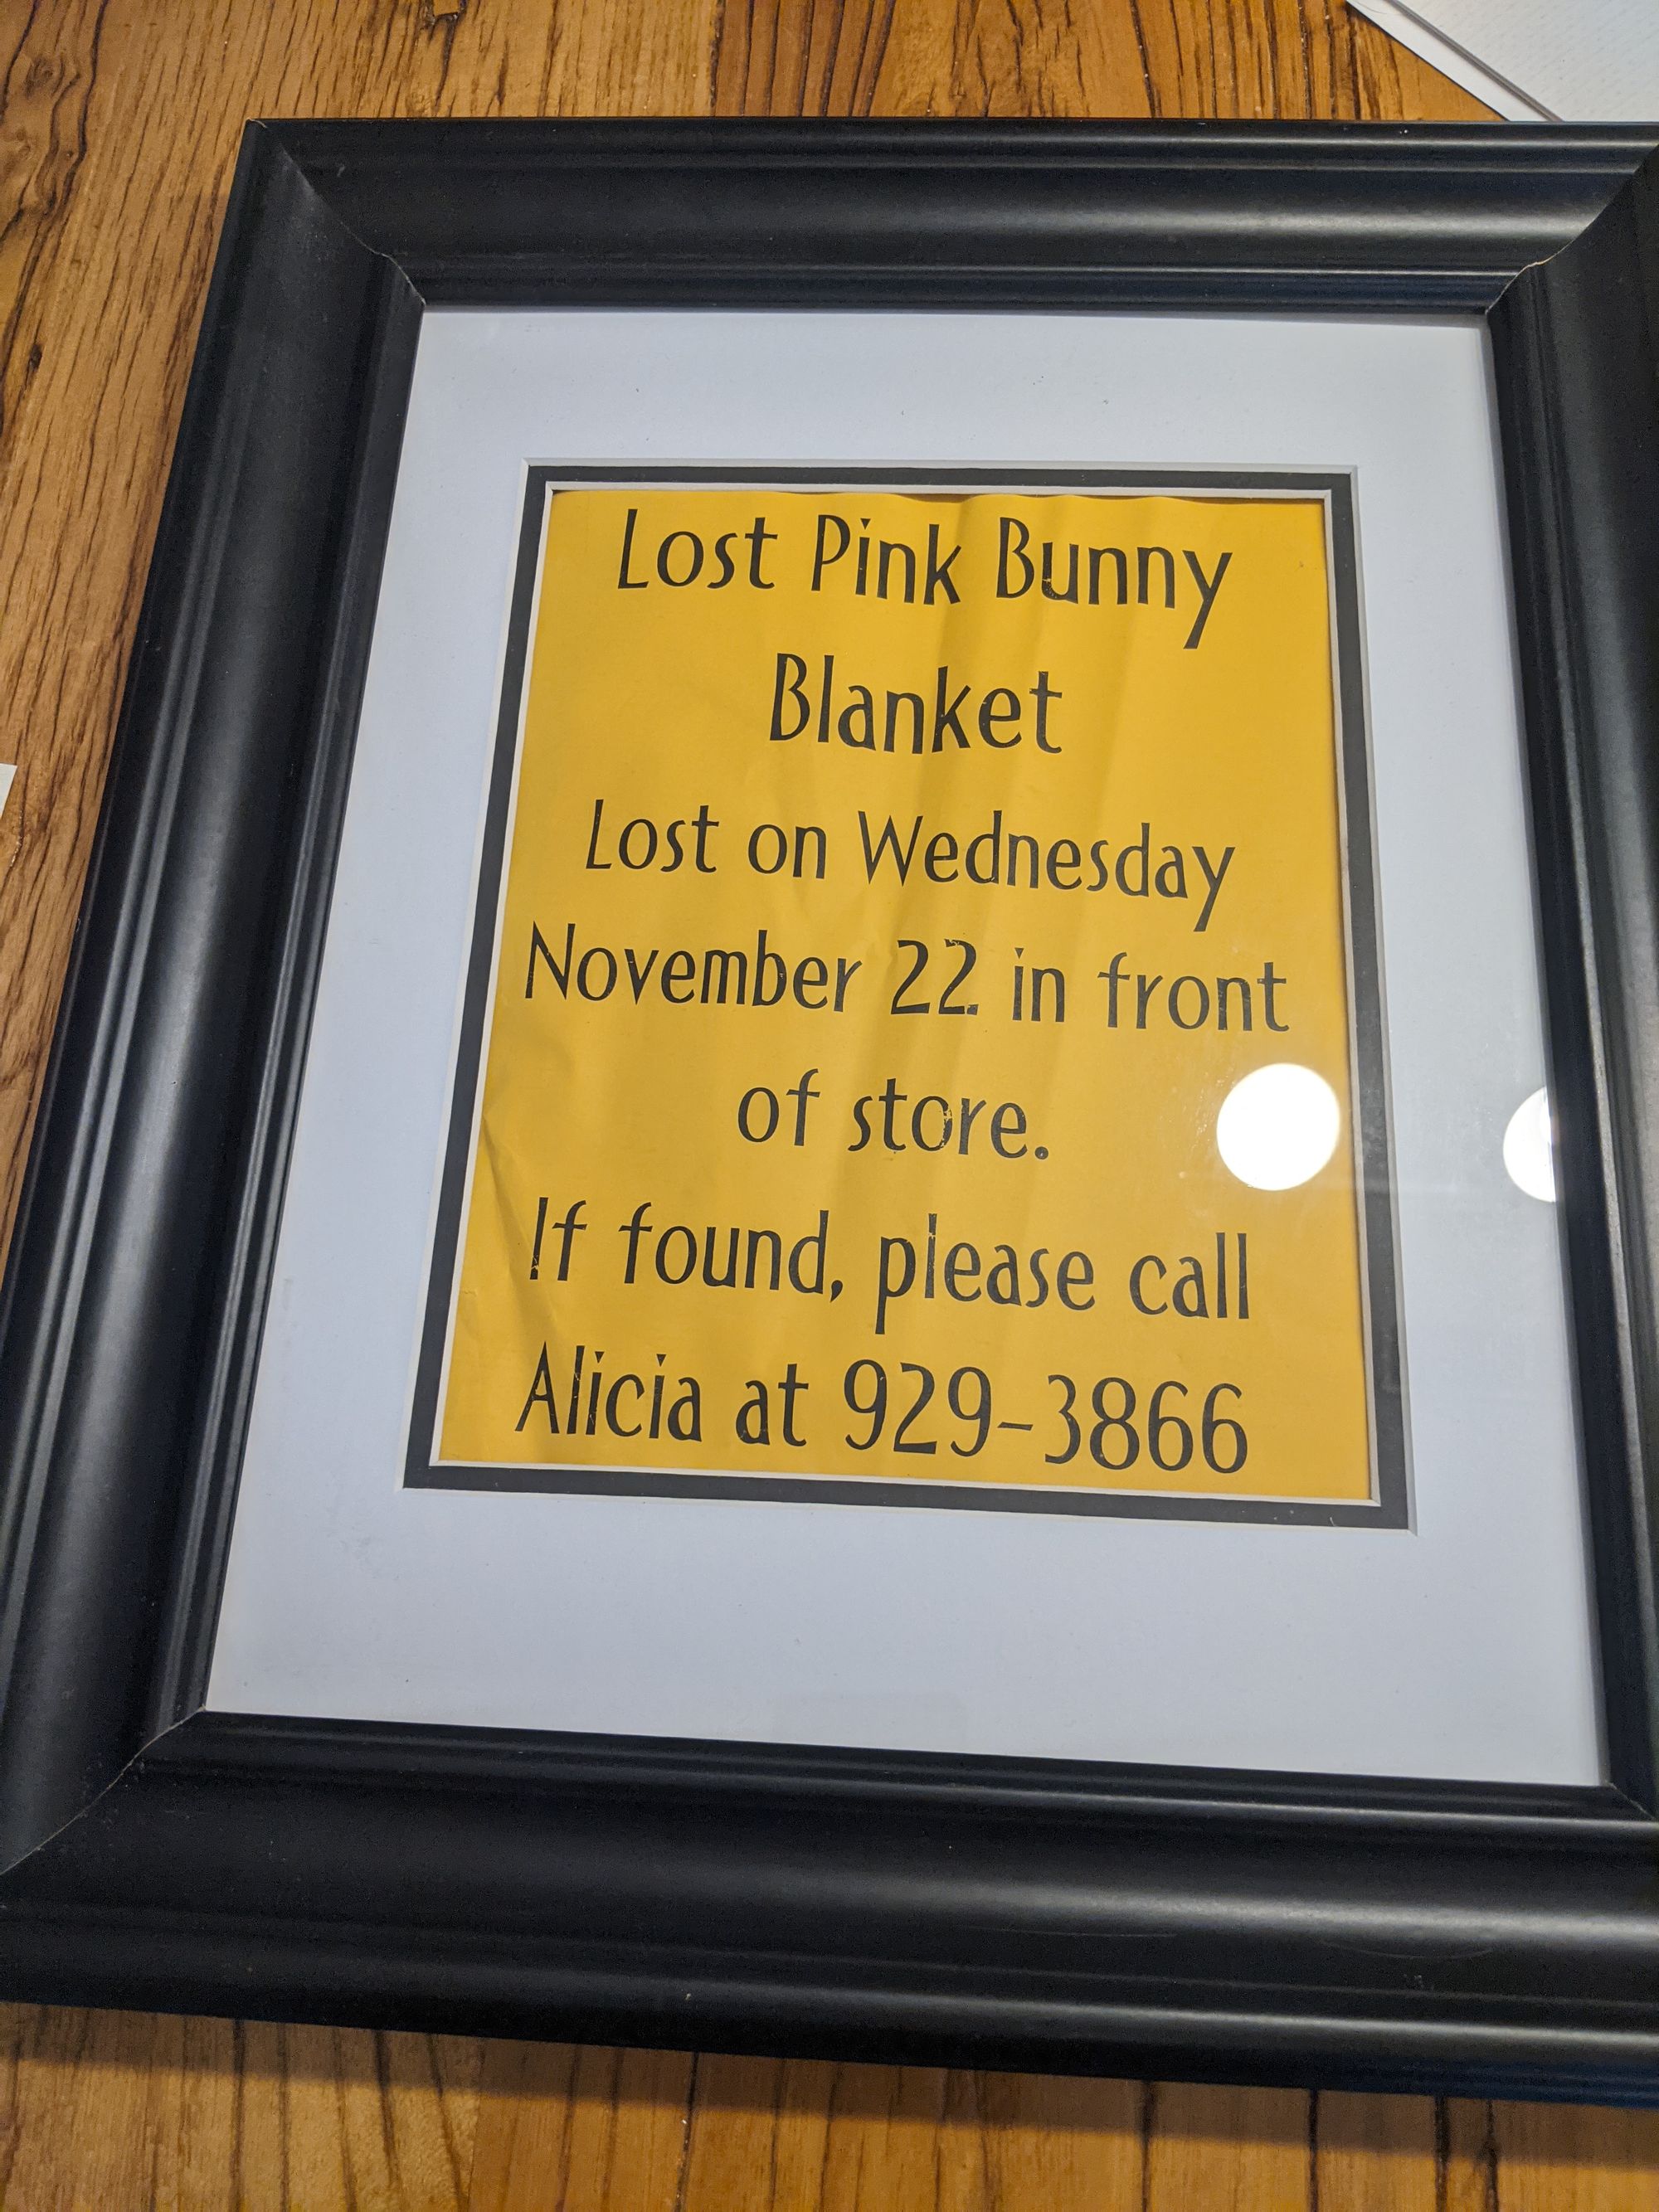 Lost Pink Bunny
Blanket
Lost on Wednesday
November 22 in front
of store.
If found, please call
Alicia at 929-3866